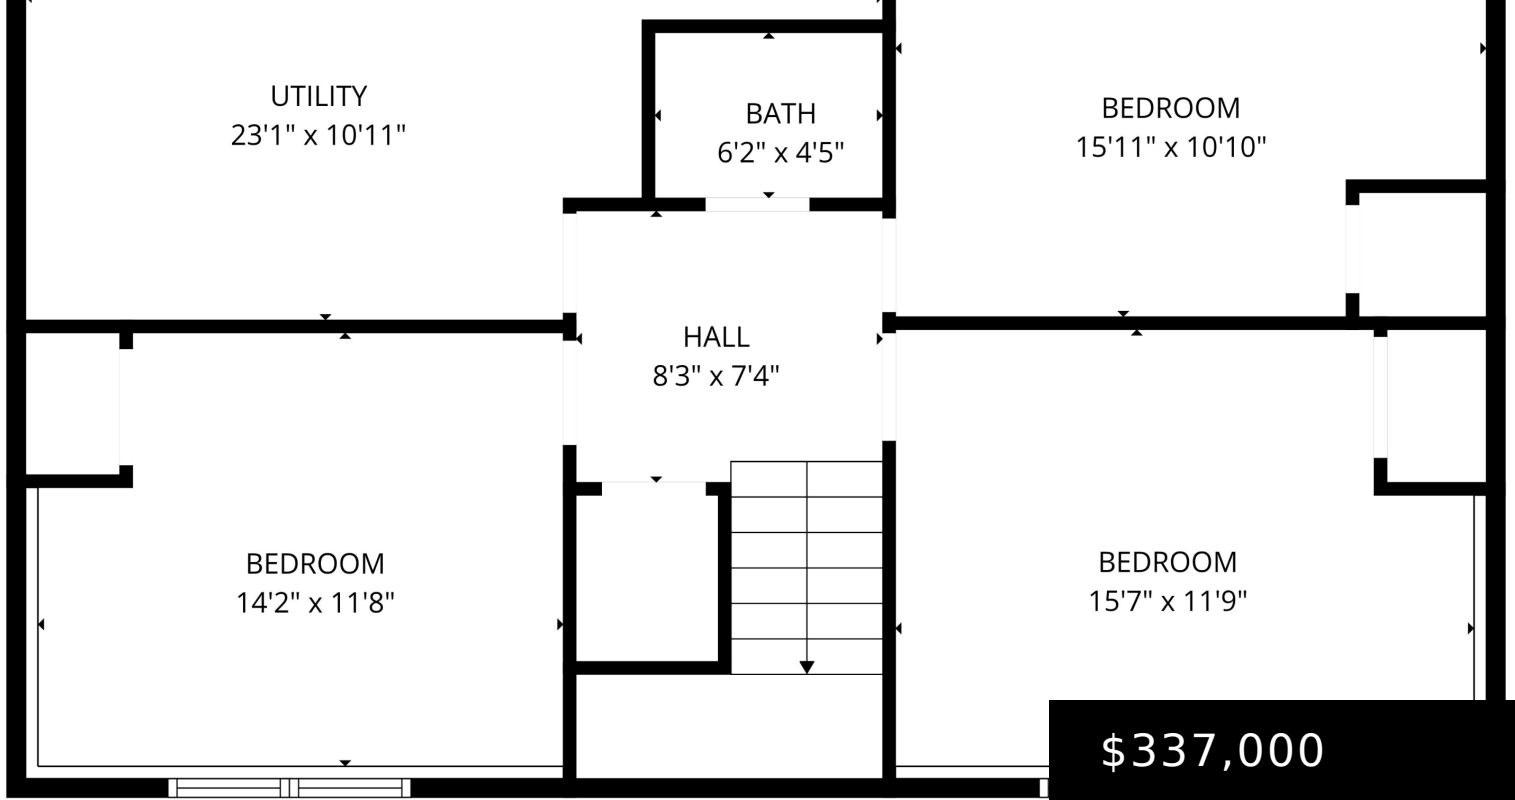 UTILITY
23'1" x 10'11"
BATH
6'2" x 4'5"
BEDROOM
15'11" x 10'10"
HALL
8'3" x 7'4"
BEDROOM
14'2" x 11'8"
BEDROOM
15'7" x 11'9"
$337,000